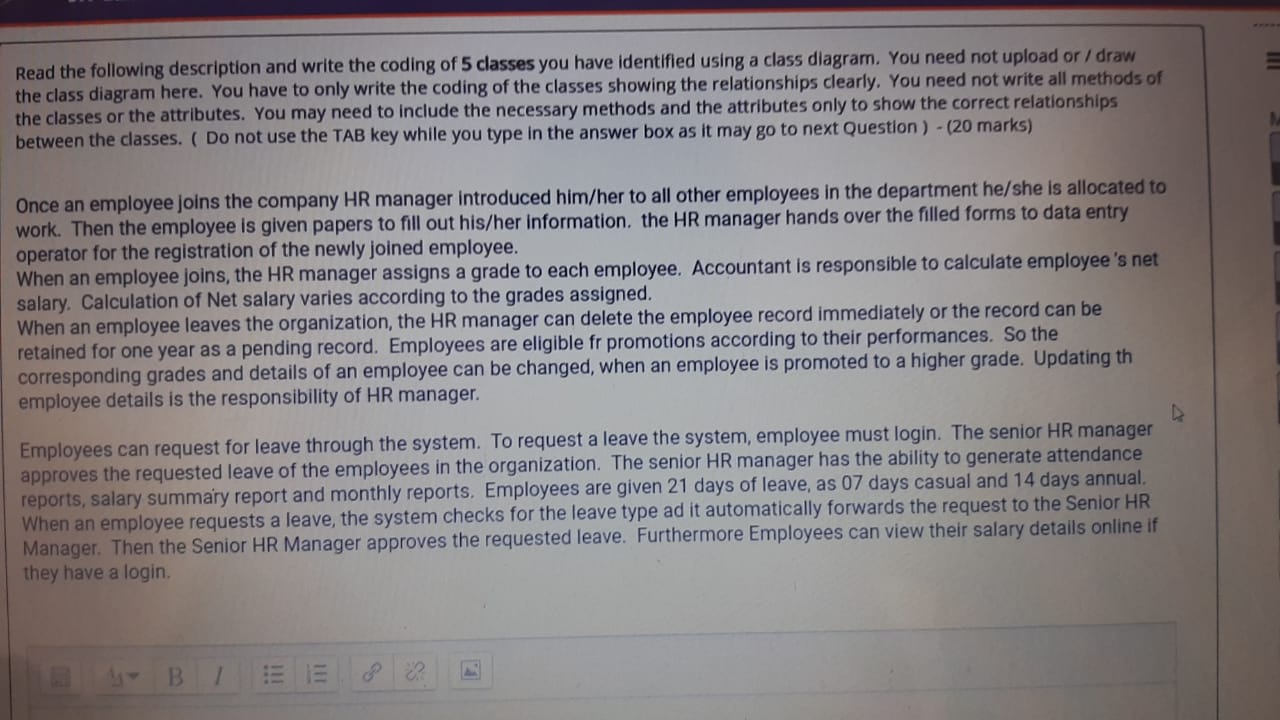 Read the following description and write the coding of 5 classes you have identified using a class diagram. You need not upload or / draw
the class diagram here. You have to only write the coding of the classes showing the relationships clearly. You need not write all methods of
the classes or the attributes. You may need to include the necessary methods and the attributes only to show the correct relationships
between the classes. ( Do not use the TAB key while you type in the answer box as it may go to next Question ) - (20 marks)
Once an employee joins the company HR manager introduced him/her to all other employees in the department he/she is allocated to
work. Then the employee is given papers to fill out his/her information. the HR manager hands over the filled forms to data entry
operator for the registration of the newly joined employee.
When an employee joins, the HR manager assigns a grade to each employee. Accountant is responsible to calculate employee 's net
salary. Calculation of Net salary varies according to the grades assigned.
When an employee leaves the organization, the HR manager can delete the employee record immediately or the record can be
retained for one year as a pending record. Employees are eligible fr promotions according to their performances. So the
corresponding grades and details of an employee can be changed, when an employee is promoted to a higher grade. Updating th
employee details is the responsibility of HR manager.
Employees can request for leave through the system. To request a leave the system, employee must login. The senior HR manager
approves the requested leave of the employees in the organization. The senior HR manager has the ability to generate attendance
reports, salary summary report and monthly reports. Employees are given 21 days of leave, as 07 days casual and 14 days annual.
When an employee requests a leave, the system checks for the leave type ad it automatically forwards the request to the Senior HR
Manager. Then the Senior HR Manager approves the requested leave. Furthermore Employees can view their salary details online if
they have a login.
B I